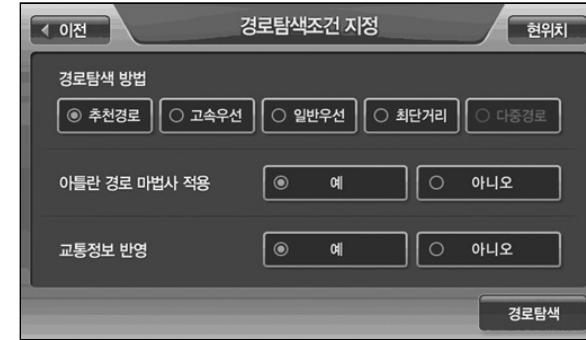 이전 경로탐색조건 지정 현위치
경로탐색 방법
추천경로 고속우선 일반우선 최단거리 다중경로
아틀란 경로 마법사 적용 예 아니오
교통정보 반영 예 아니오
경로탐색